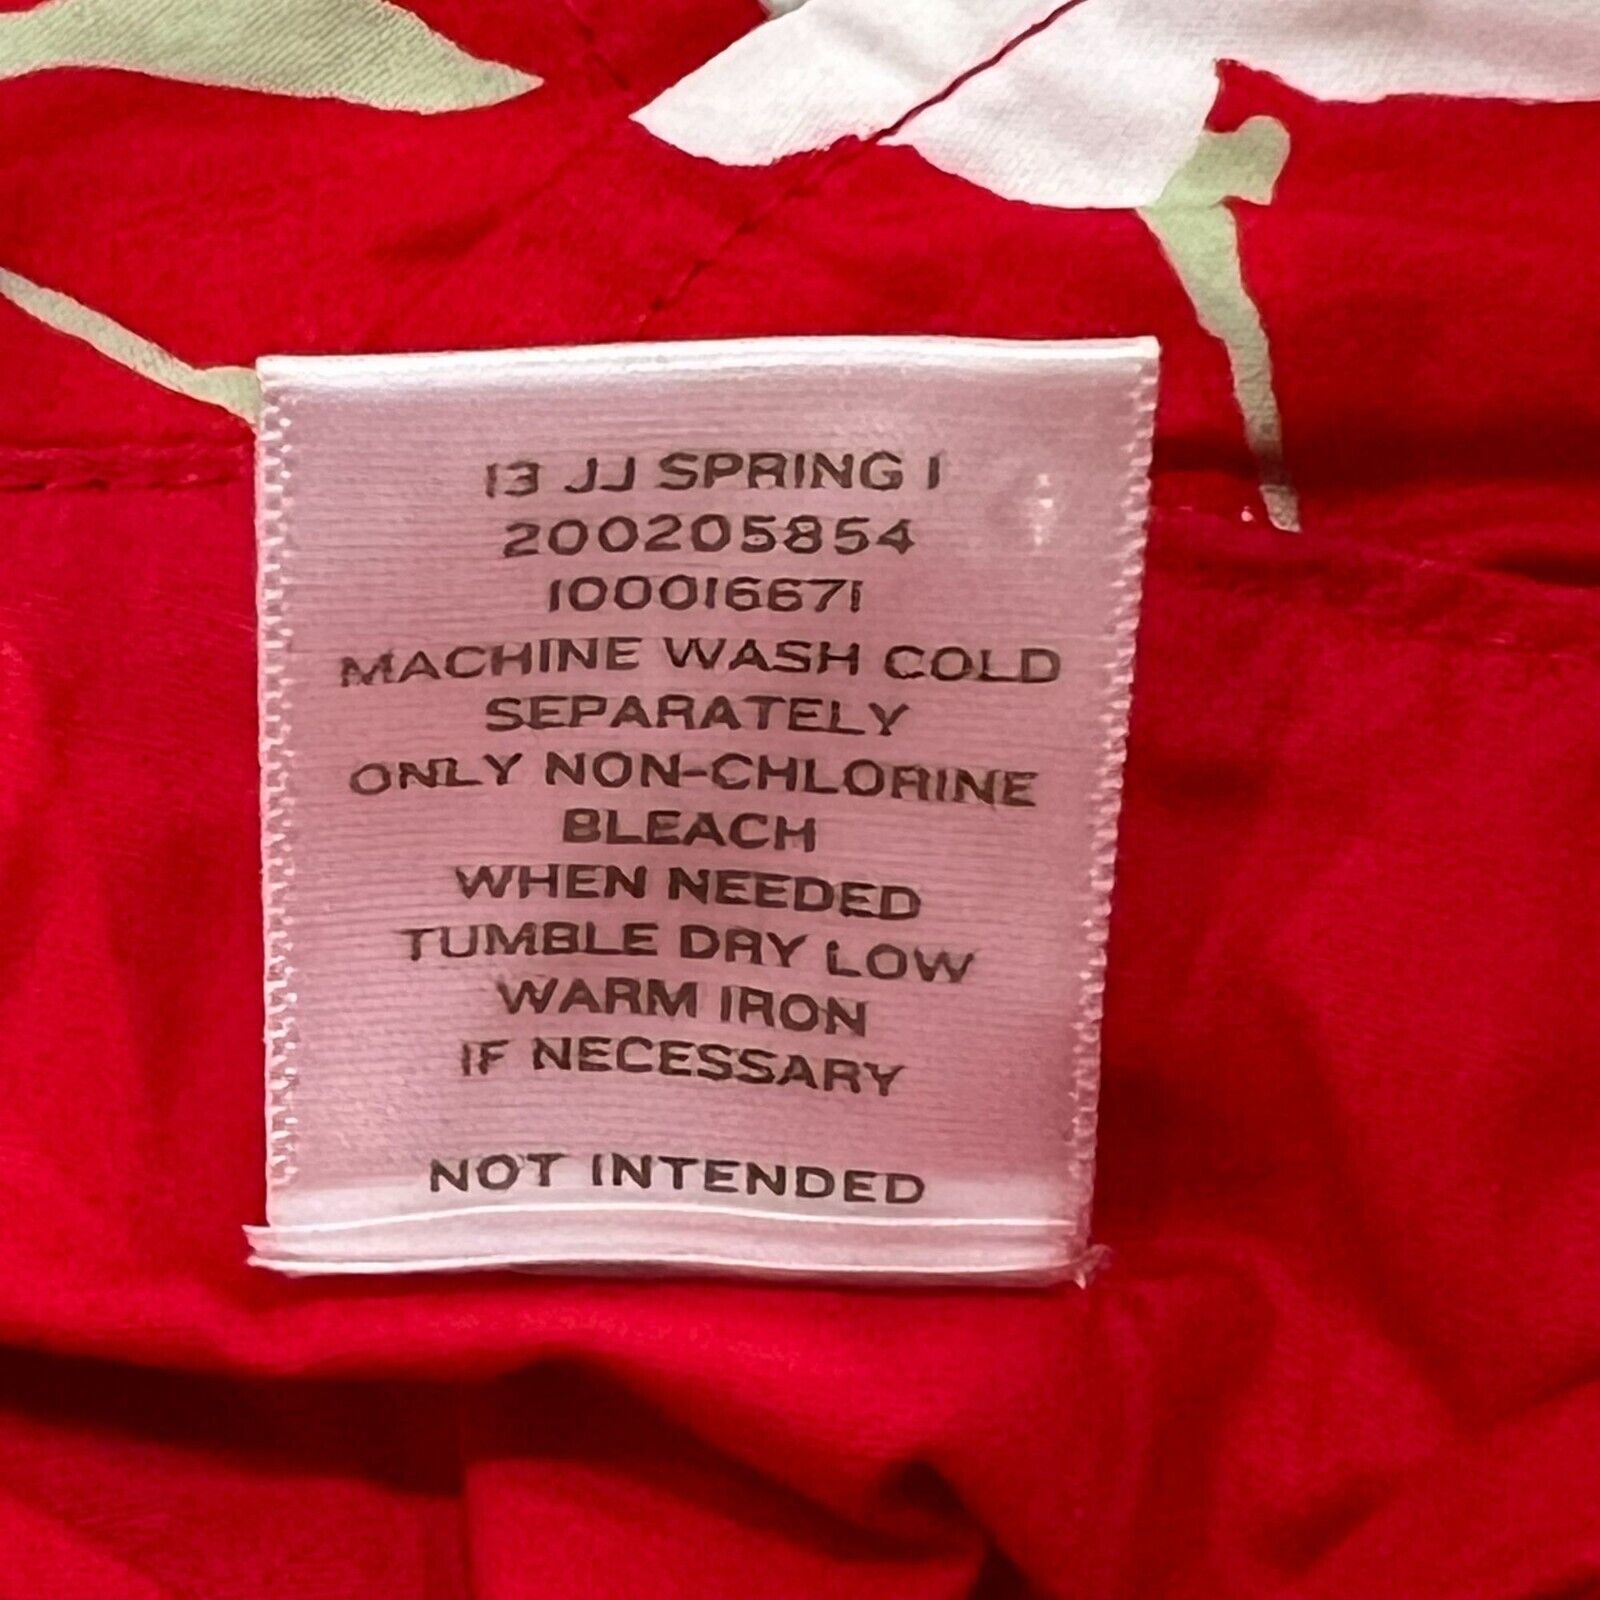 13 JJ SPRING 1
200205854
100016671
MACHINE WASH COLD
SEPARATELY
ONLY NON-CHLORINE
BLEACH
WHEN NEEDED
TUMBLE DRY LOW
WARM IRON
IF NECESSARY
NOT INTENDED